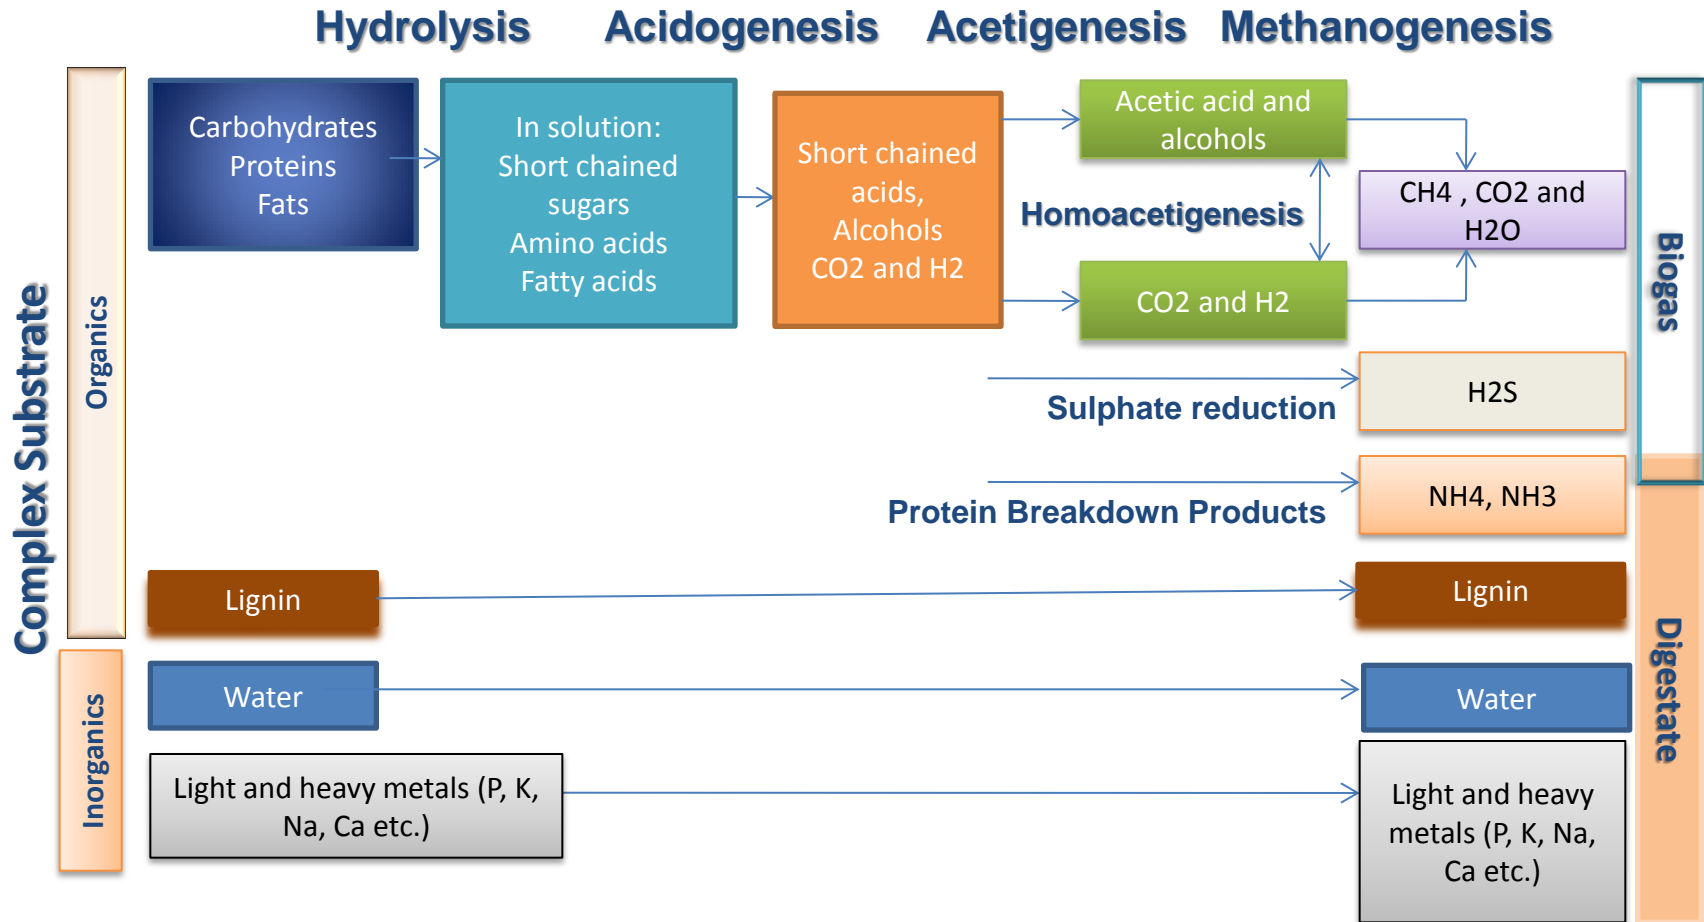 Hydrolysis
Acidogenesis
Acetigenesis
Methanogenesis
Complex Substrate
Organics
Inorganics
Carbohydrates
Proteins
Fats
In solution:
Short chained
sugars
Amino acids
Fatty acids
Short chained
acids,
Alcohols
CO2 and H2
Acetic acid and
alcohols
Homoacetigenesis
CO2 and H2
CH4 , CO2 and
H2O
Biogas
Sulphate reduction
H2S
Protein Breakdown Products
NH4, NH3
Lignin
Lignin
Water
Water
Digestate
Light and heavy metals (P, K,
Na, Ca etc.)
Light and heavy
metals (P, K, Na,
Ca etc.)